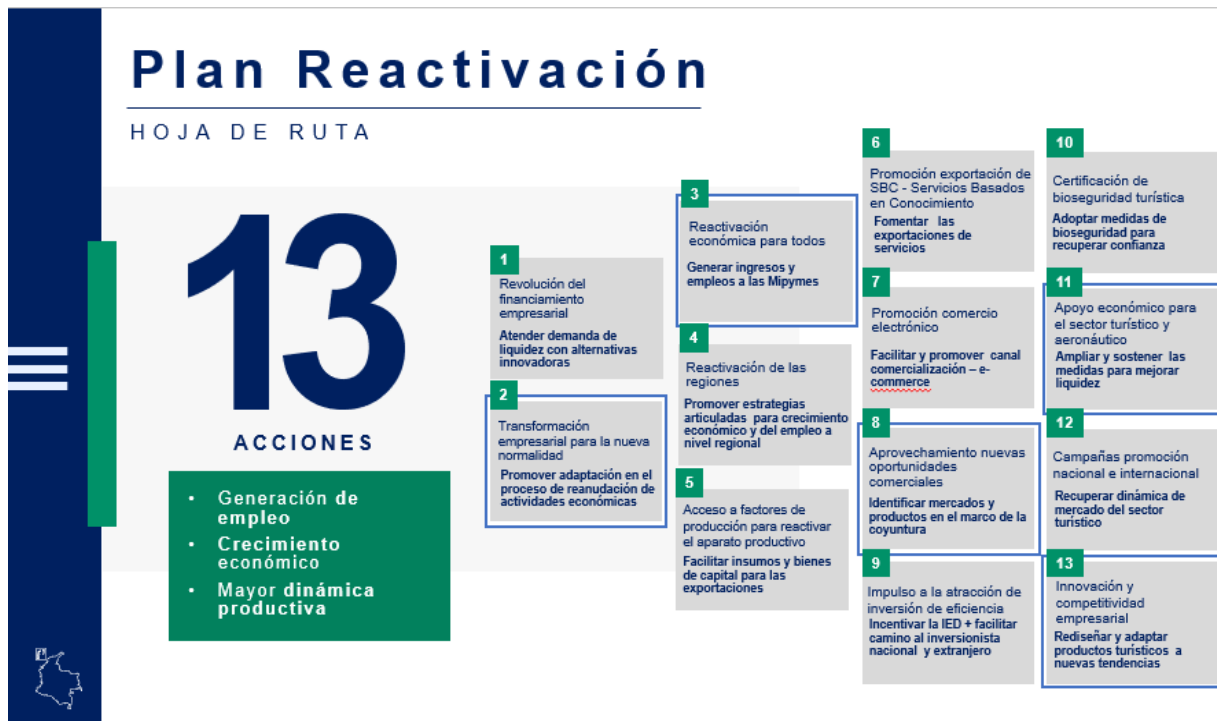 Plan Reactivación
HOJA DE RUTA
13
ACCIONES
• Generación de
empleo
• Crecimiento
económico
• Mayor dinámica
productiva
1
Revolución del
financiamiento
empresarial
Atender demanda de
liquidez con alternativas
innovadoras
2
Transformación
empresarial para la nueva
normalidad
Promover adaptación en el
proceso de reanudación de
actividades económicas
3
Reactivación
económica para todos
Generar ingresos y
empleos a las Mipymes
4
Reactivación de las
regiones
Promover estrategias
articuladas para crecimiento
económico y del empleo a
nivel regional
5
Acceso a factores de
producción para reactivar
el aparato productivo
Facilitar insumos y bienes
de capital para las
exportaciones
6
Promoción exportación de
SBC - Servicios Basados
en Conocimiento
Fomentar las
exportaciones de
servicios
7
Promoción comercio
electrónico
Facilitar y promover canal
comercialización – e-
commerce
8
Aprovechamiento nuevas
oportunidades
comerciales
Identificar mercados y
productos en el marco de la
coyuntura
9
Impulso a la atracción de
inversión de eficiencia
Incentivar la IED + facilitar
camino al inversionista
nacional y extranjero
10
Certificación de
bioseguridad turística
Adoptar medidas de
bioseguridad para
recuperar confianza
11
Apoyo económico para
el sector turístico y
aeronáutico
Ampliar y sostener las
medidas para mejorar
liquidez
12
Campañas promoción
nacional e internacional
Recuperar dinámica de
mercado del sector
turístico
13
Innovación y
competitividad
empresarial
Rediseñar y adaptar
productos turísticos a
nuevas tendencias